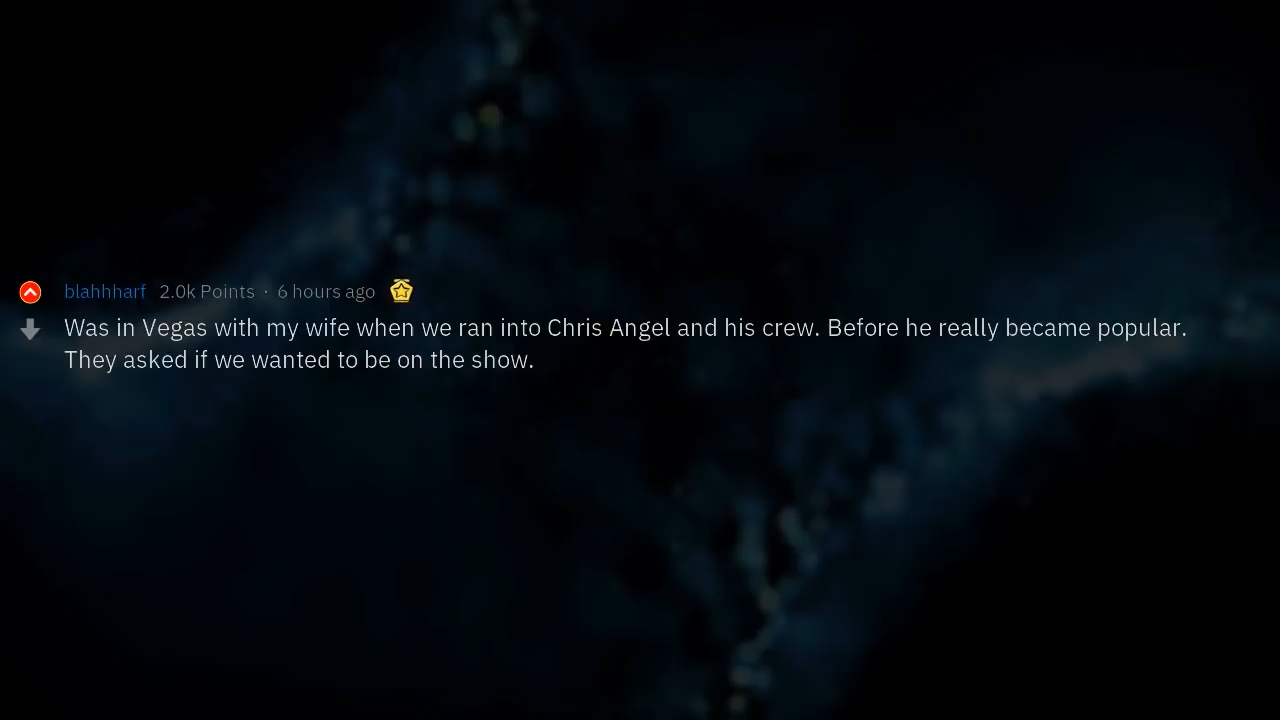 blahhharf 2.0k Points · 6 hours ago
Was in Vegas with my wife when we ran into Chris Angel and his crew. Before he really became popular.
They asked if we wanted to be on the show.